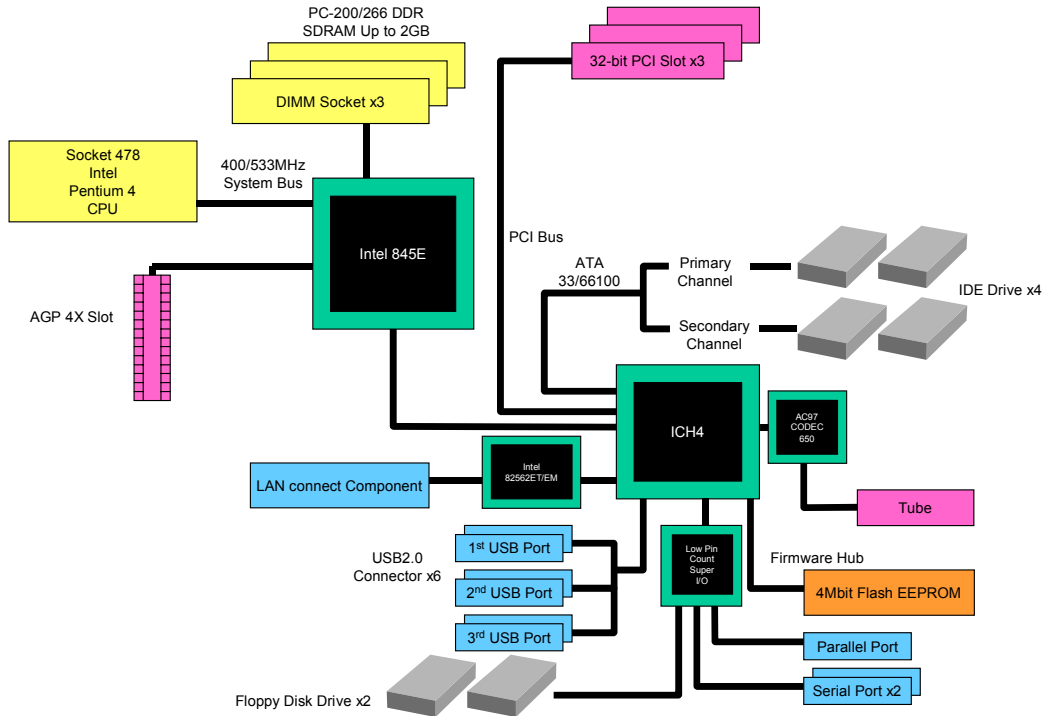 PC-200/266 DDR
SDRAM Up to 2GB
32-bit PCI Slot x3
DIMM Socket x3
Socket 478
Intel
Pentium 4
CPU
400/533MHz
System Bus
Intel 845E
PCI Bus
ATA
33/66100
Primary
Channel
IDE Drive x4
AGP 4X Slot
Secondary
Channel
ICH4
AC97
CODEC
650
Intel
82562ET/EM
LAN connect Component
Tube
USB2.0
Connector x6
1st USB Port
2nd USB Port
3rd USB Port
Low Pin
Count
Super
I/O
Firmware Hub
4Mbit Flash EEPROM
Parallel Port
Serial Port x2
Floppy Disk Drive x2